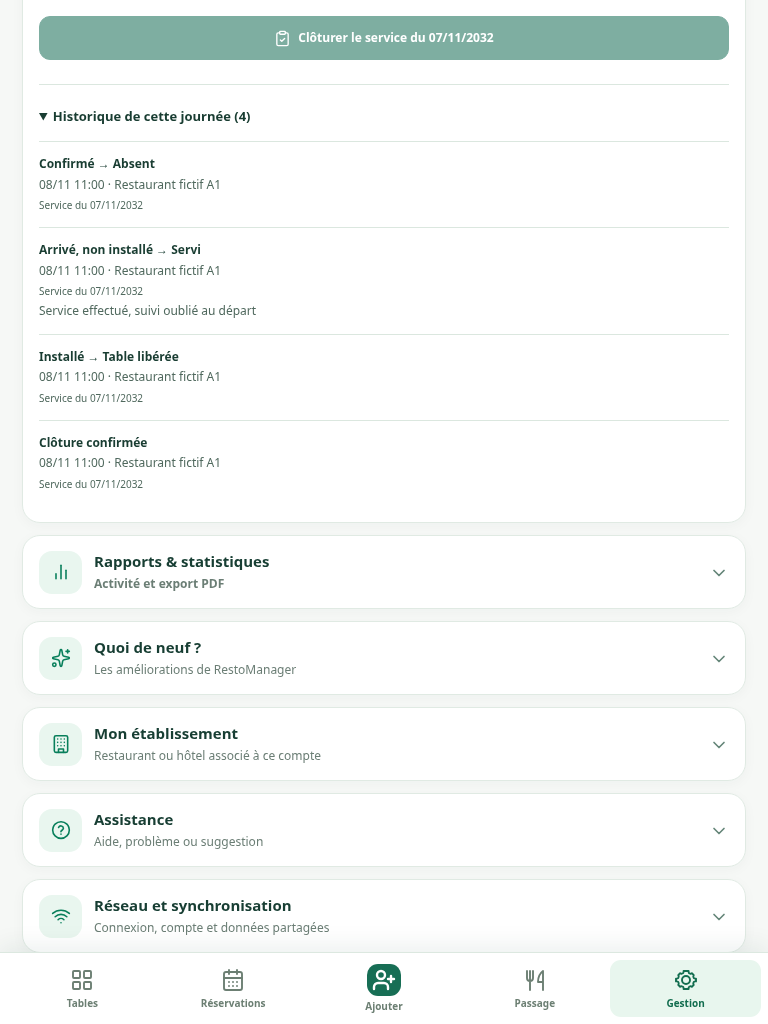 Clôturer le service du 07/11/2032
Historique de cette journée (4)
Confirmé → Absent
08/11 11:00 · Restaurant fictif A1
Service du 07/11/2032
Arrivé, non installé → Servi
08/11 11:00 · Restaurant fictif A1
Service du 07/11/2032
Service effectué, suivi oublié au départ
Installé → Table libérée
08/11 11:00 · Restaurant fictif A1
Service du 07/11/2032
Clôture confirmée
08/11 11:00 · Restaurant fictif A1
Service du 07/11/2032
Rapports & statistiques
Activité et export PDF
Quoi de neuf ?
Les améliorations de RestoManager
Mon établissement
Restaurant ou hôtel associé à ce compte
Assistance
Aide, problème ou suggestion
Réseau et synchronisation
Connexion, compte et données partagées
Tables
Réservations
Ajouter
Passage
Gestion